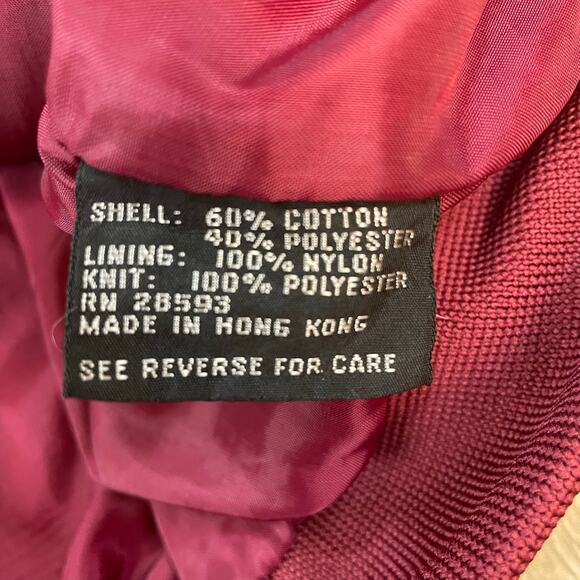 SHELL: 60% COTTON
40% POLYESTER
LINING: 100% NYLON
KNIT: 100% POLYESTER
RN 28593
MADE IN HONG KONG
SEE REVERSE FOR CARE